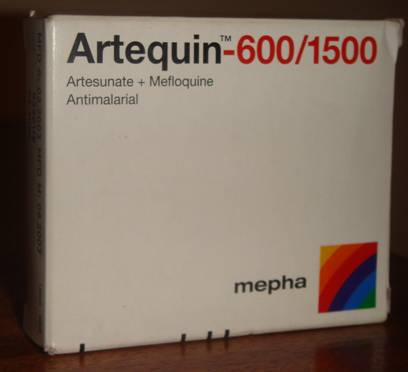 Artequin™-600/1500
Artesunate + Mefloquine
Antimalarial
mepha